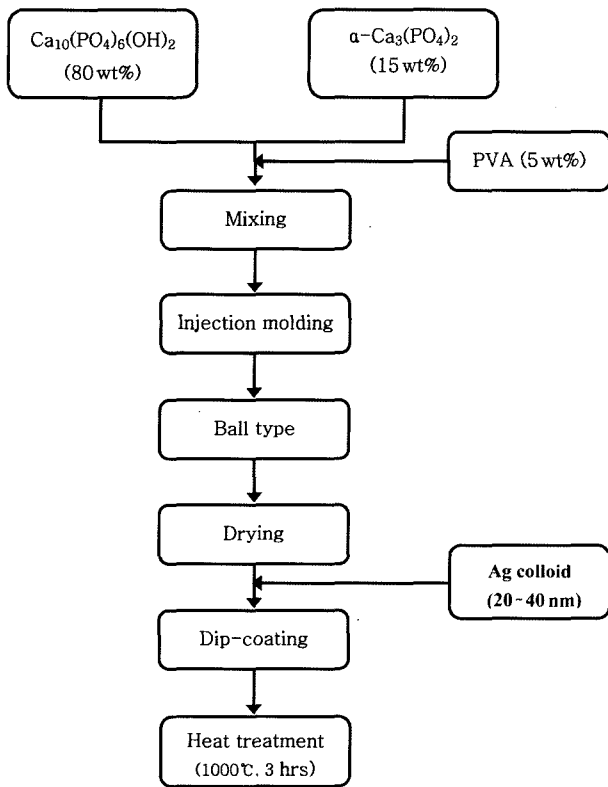 Ca₁₀(PO₄)₆(OH)₂
(80 wt%)
α-Ca₃(PO₄)₂
(15 wt%)
PVA (5 wt%)
Mixing
Injection molding
Ball type
Drying
Ag colloid
(20~40 nm)
Dip-coating
Heat treatment
(1000℃, 3 hrs)